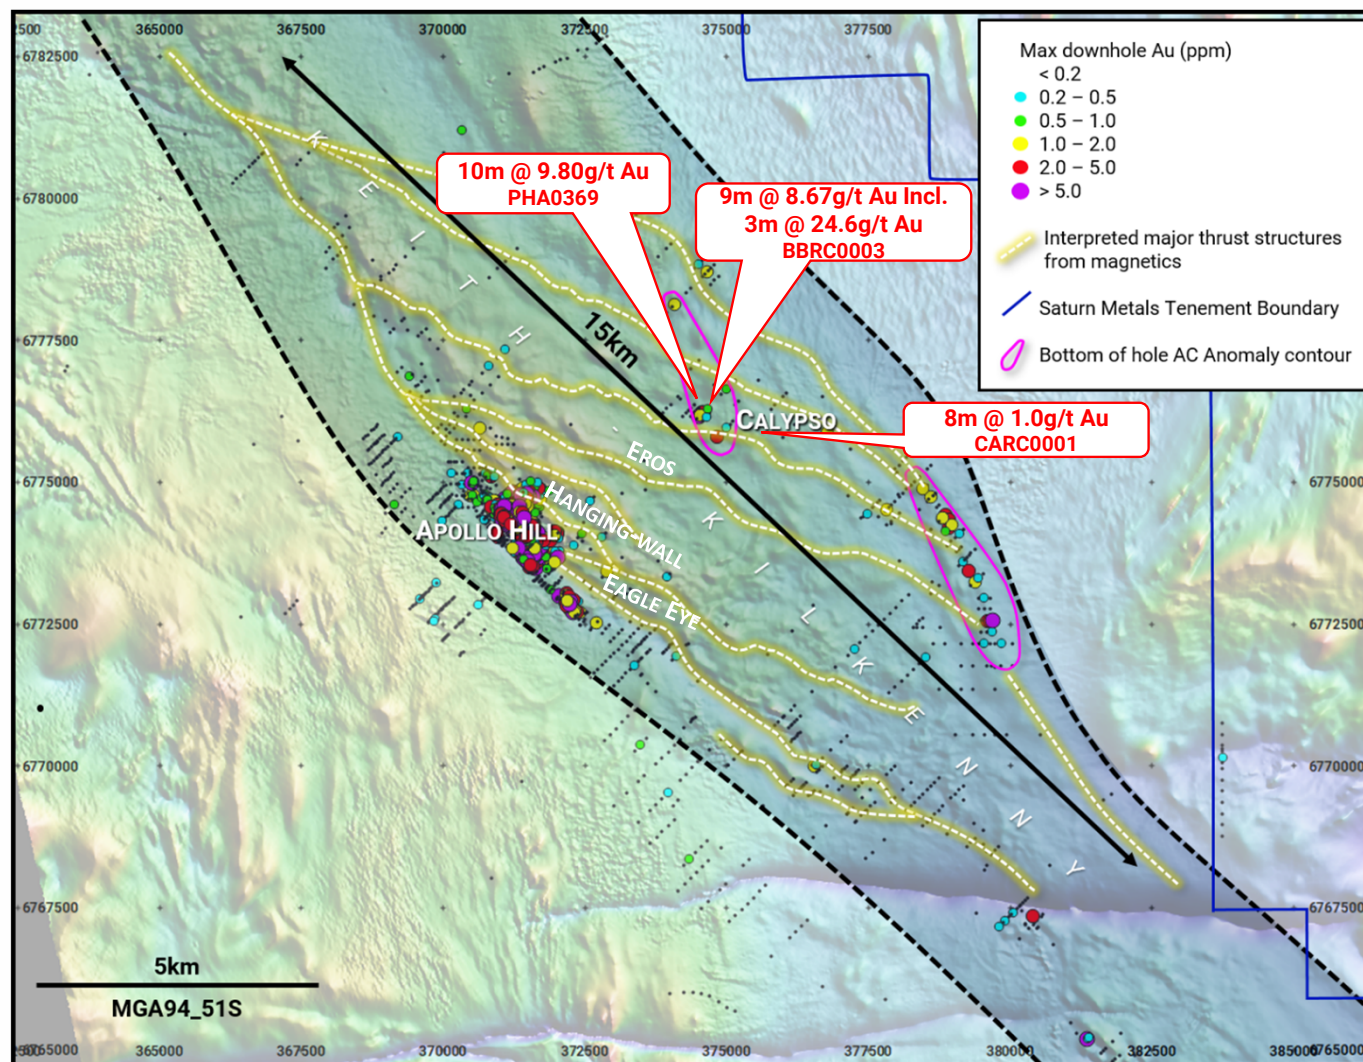 2500
365000
367500
370000
372500
375000
377500
6782500
6780000
6777500
6775000
6772500
6770000
6767500
6765000
Max downhole Au (ppm)
< 0.2
0.2 – 0.5
0.5 – 1.0
1.0 – 2.0
2.0 – 5.0
> 5.0
Interpreted major thrust structures
from magnetics
Saturn Metals Tenement Boundary
Bottom of hole AC Anomaly contour
10m @ 9.80g/t Au
PHA0369
9m @ 8.67g/t Au Incl.
3m @ 24.6g/t Au
BBRC0003
8m @ 1.0g/t Au
CARC0001
KEITH - KILKENNY
15km
CALYPSO
EROS
HANGING-WALL
APOLLO HILL
EAGLE EYE
6775000
6772500
6770000
6767500
6765000
5km
MGA94_51S
2500
365000
367500
370000
372500
375000
377500
380000
382500
385000